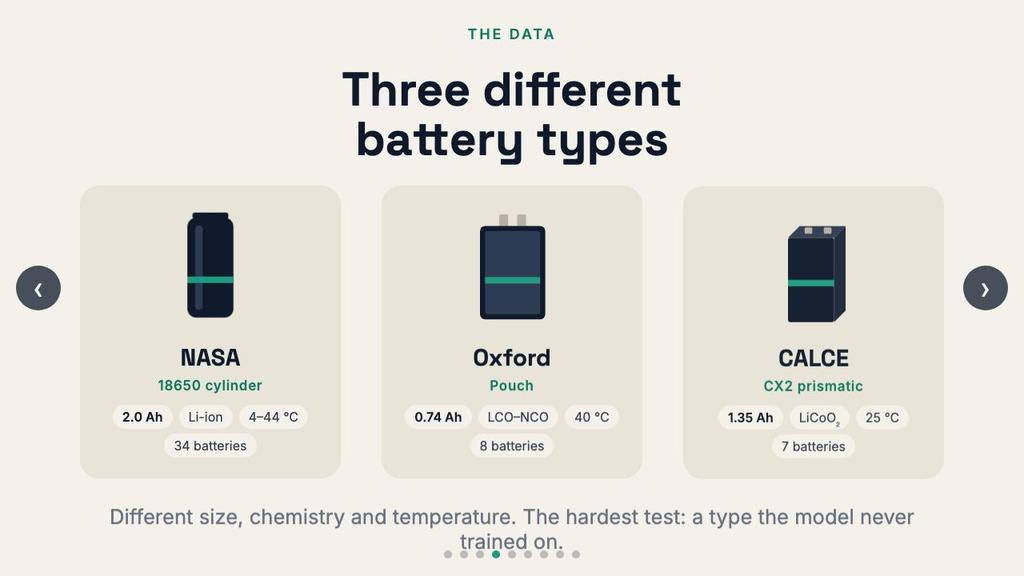 THE DATA
Three different
battery types
NASA
18650 cylinder
2.0 Ah
Li-ion
4–44 °C
34 batteries
Oxford
Pouch
0.74 Ah
LCO–NCO
40 °C
8 batteries
CALCE
CX2 prismatic
1.35 Ah
LiCoO₂
25 °C
7 batteries
Different size, chemistry and temperature. The hardest test: a type the model never
trained on.